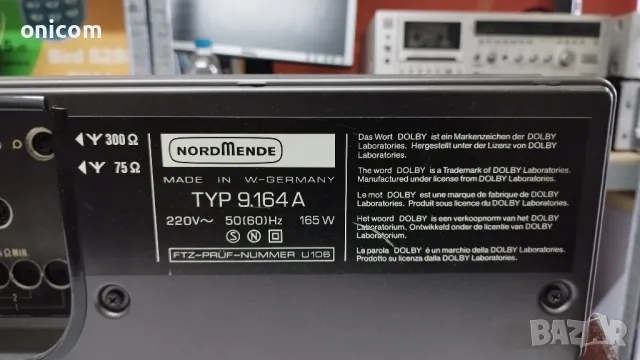 onicom
300 Ω
75 Ω
Ω MIN
NORDMENDE
MADE IN W-GERMANY
TYP 9.164 A
220V~ 50(60)Hz 165 W
S N
FTZ-PRÜF-NUMMER U106
Das Wort DOLBY ist ein Markenzeichen der DOLBY
Laboratories. Hergestellt unter der Lizenz von DOLBY
Laboratories.
The word DOLBY is a Trademark of DOLBY Laboratories.
Manufactured under license from DOLBY Laboratories.
Le mot DOLBY est une marque de fabrique de DOLBY
Laboratories. Produit sous licence du DOLBY Laboratories.
Het woord DOLBY is een verkoopnorm van het DOLBY
Laboratorium. Ontwikkeld onder de licentie van DOLBY
Laboratorium.
La parola DOLBY è un marchio della DOLBY Laboratories.
Prodotto su licenza della DOLBY Laboratories.
BAZAR
bg